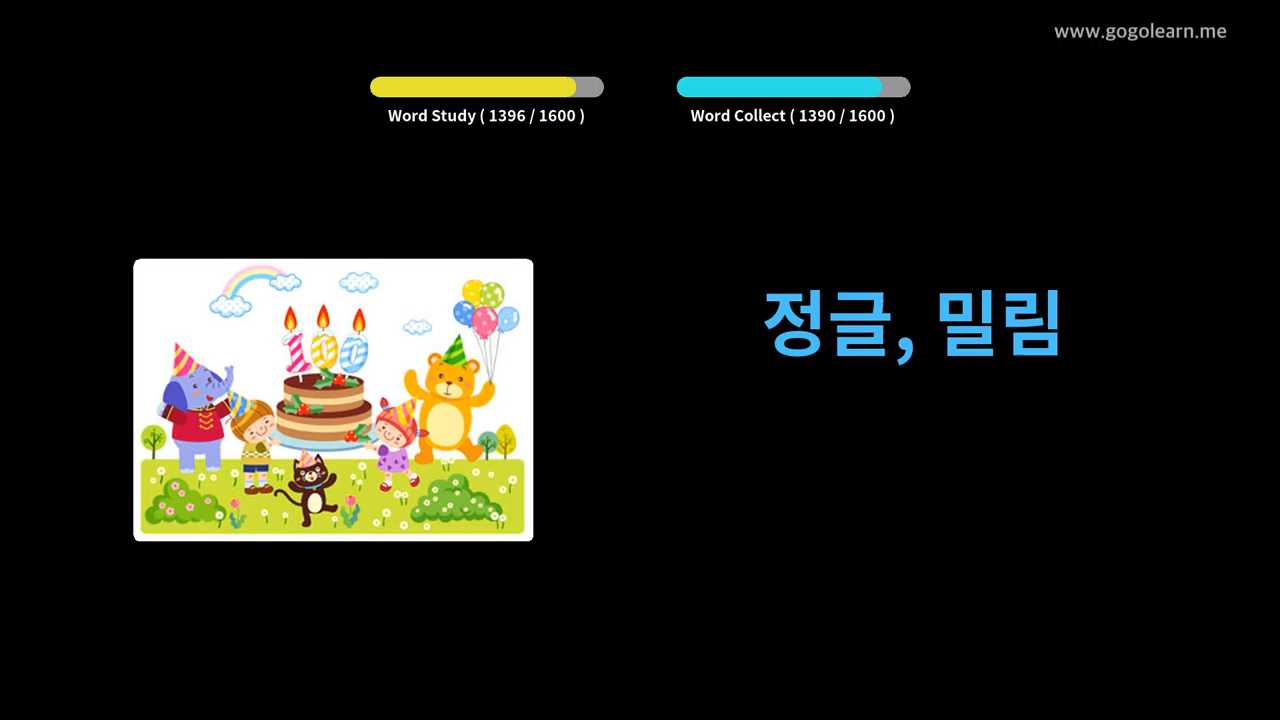 www.gogolearn.me
Word Study ( 1396 / 1600 )
Word Collect ( 1390 / 1600 )
100
정글, 밀림